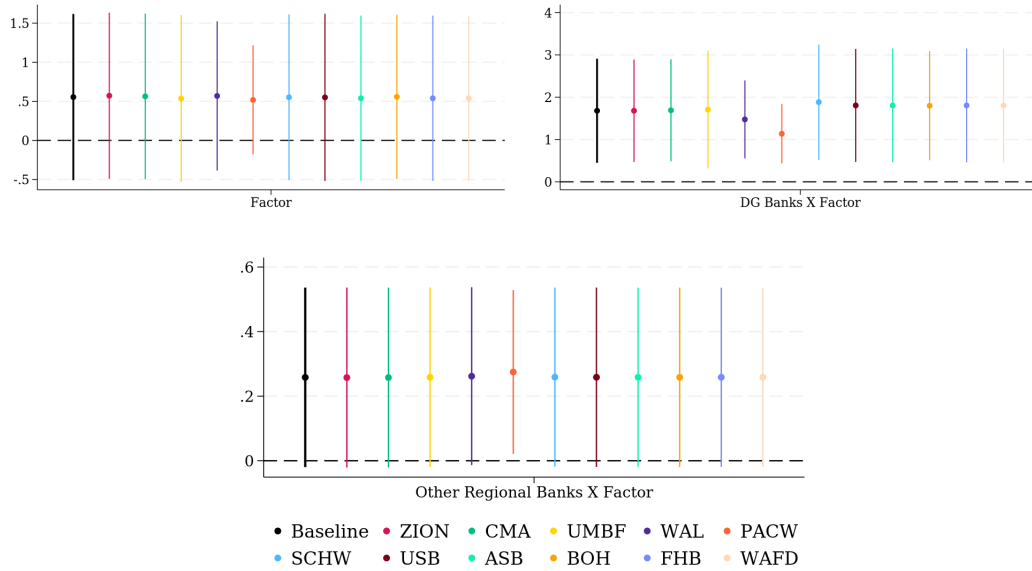 1.5
1
.5
0
-.5
Factor
4
3
2
1
0
DG Banks X Factor
.6
.4
.2
0
Other Regional Banks X Factor
Baseline ZION CMA UMBF WAL PACW
SCHW USB ASB BOH FHB WAFD